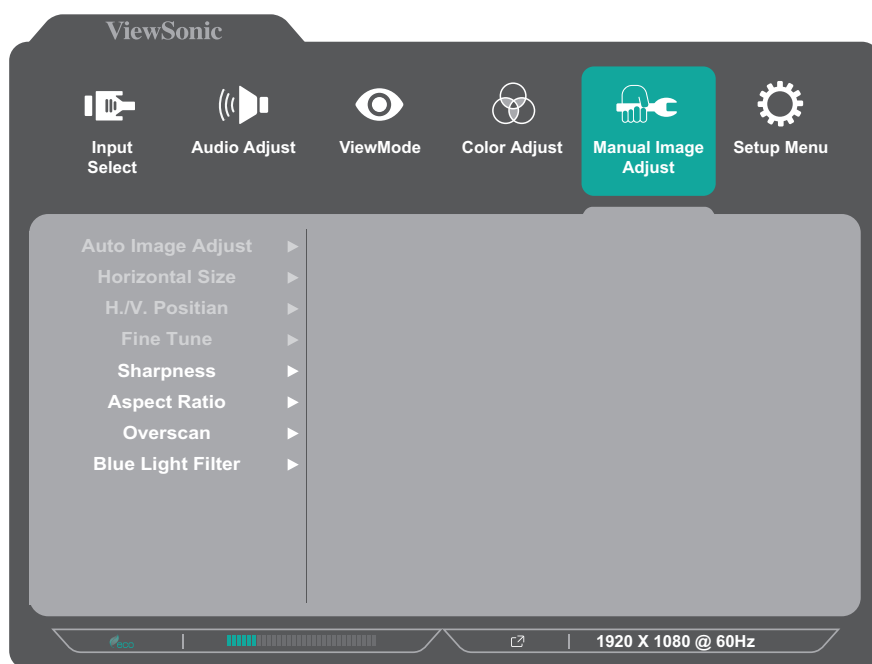 ViewSonic
Input
Select
Audio Adjust
ViewMode
Color Adjust
Manual Image
Adjust
Setup Menu
Auto Image Adjust
Horizontal Size
H./V. Positian
Fine Tune
Sharpness
Aspect Ratio
Overscan
Blue Light Filter
eco
1920 X 1080 @ 60Hz